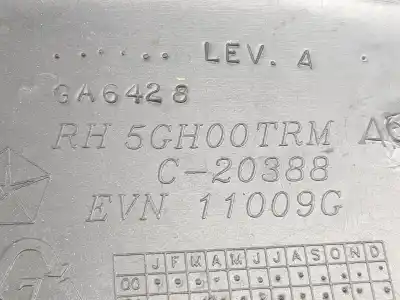 LEV. A
GA6428
RH 5GH00TRM
C-20388
EVN 11009G
J F M A M J J A S O N D
00